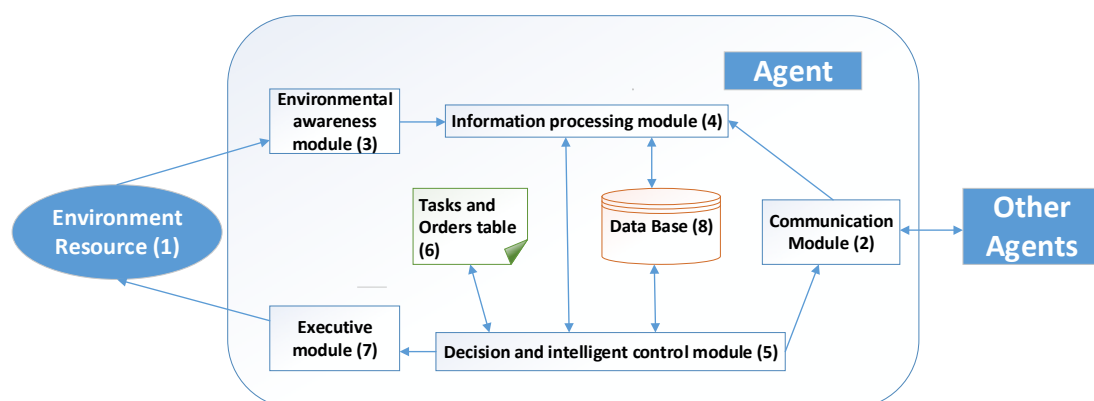 Agent
Environmental
awareness
module (3)
Information processing module (4)
Environment
Resource (1)
Tasks and
Orders table
(6)
Data Base (8)
Communication
Module (2)
Other
Agents
Executive
module (7)
Decision and intelligent control module (5)